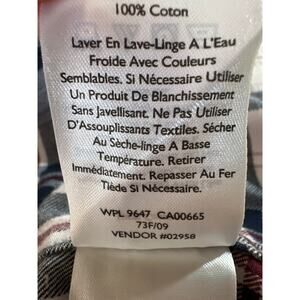 100% Coton
Laver En Lave-Linge A L'Eau
Froide Avec Couleurs
Semblables. Si Nécessaire Utiliser
Un Produit De Blanchissement
Sans Javellisant. Ne Pas Utiliser
D'Assouplissants Textiles. Sécher
Au Sèche-linge A Basse
Température. Retirer
Immédiatement. Repasser Au Fer
Tiède Si Nécessaire.
WPL 9647 CA00665
73F/09
VENDOR #02958